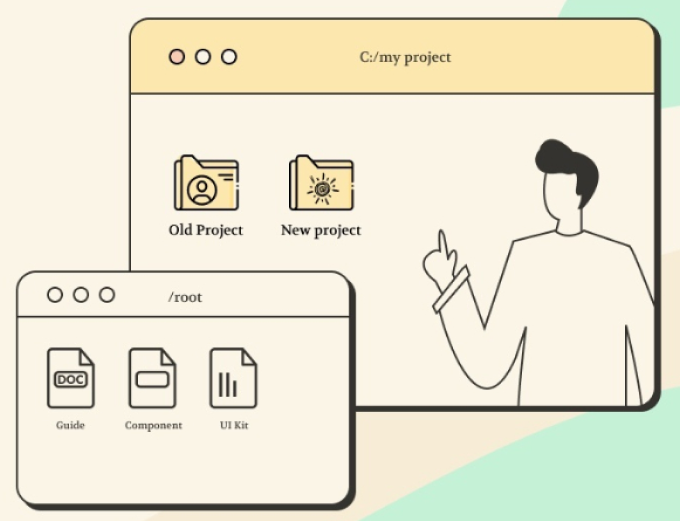 C:/my project
Old Project
New project
/root
DOC
Guide
Component
UI Kit